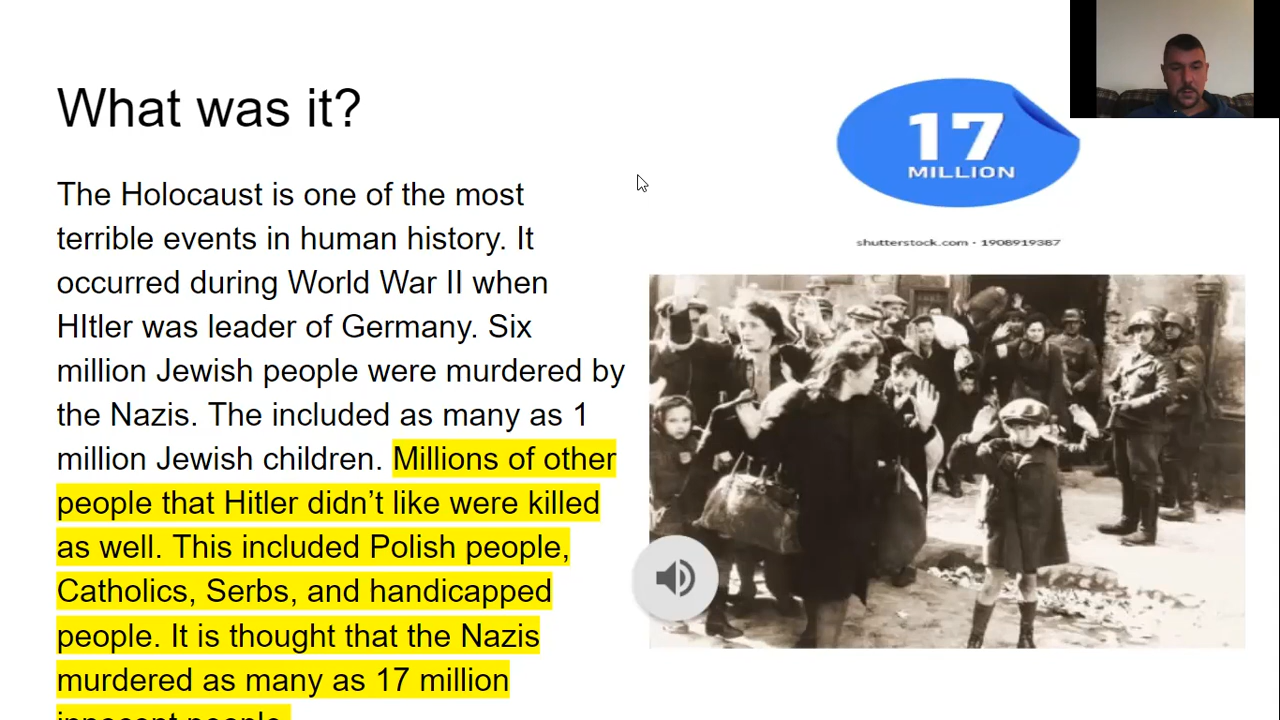 What was it?
The Holocaust is one of the most
terrible events in human history. It
occurred during World War II when
HItler was leader of Germany. Six
million Jewish people were murdered by
the Nazis. The included as many as 1
million Jewish children. Millions of other
people that Hitler didn’t like were killed
as well. This included Polish people,
Catholics, Serbs, and handicapped
people. It is thought that the Nazis
murdered as many as 17 million
innocent people.
17
MILLION
shutterstock.com · 1908919387